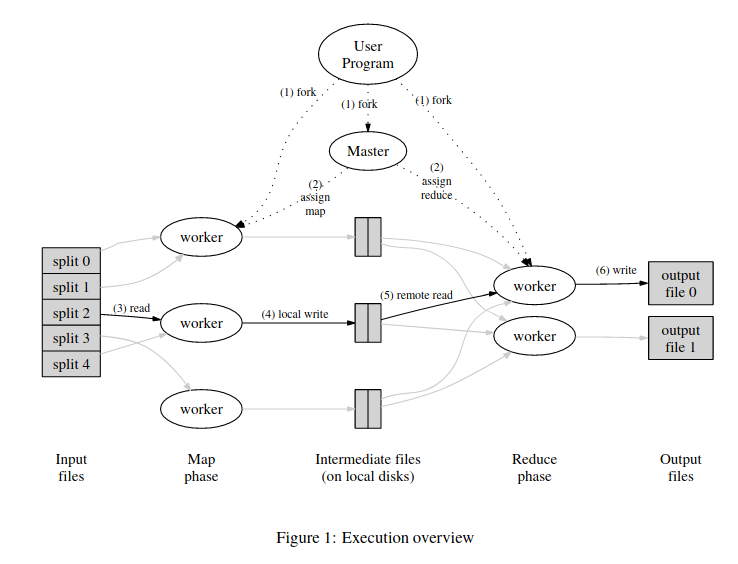 User
Program
(1) fork
(1) fork
(1) fork
Master
(2)
assign
map
(2)
assign
reduce
worker
split 0
split 1
split 2
split 3
split 4
(3) read
worker
(4) local write
(5) remote read
worker
worker
(6) write
output
file 0
worker
output
file 1
Input
files
Map
phase
Intermediate files
(on local disks)
Reduce
phase
Output
files
Figure 1: Execution overview